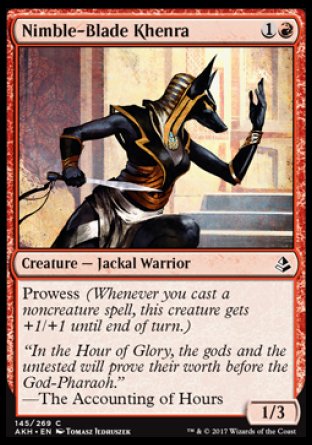 Nimble-Blade Khenra 1
Creature — Jackal Warrior
Prowess (Whenever you cast a
noncreature spell, this creature gets
+1/+1 until end of turn.)
"In the Hour of Glory, the gods and the
untested will prove their worth before the
God-Pharaoh."
—The Accounting of Hours
145/269 C
AKH • EN Tomasz Jedruszek
1/3
™ & © 2017 Wizards of the Coast